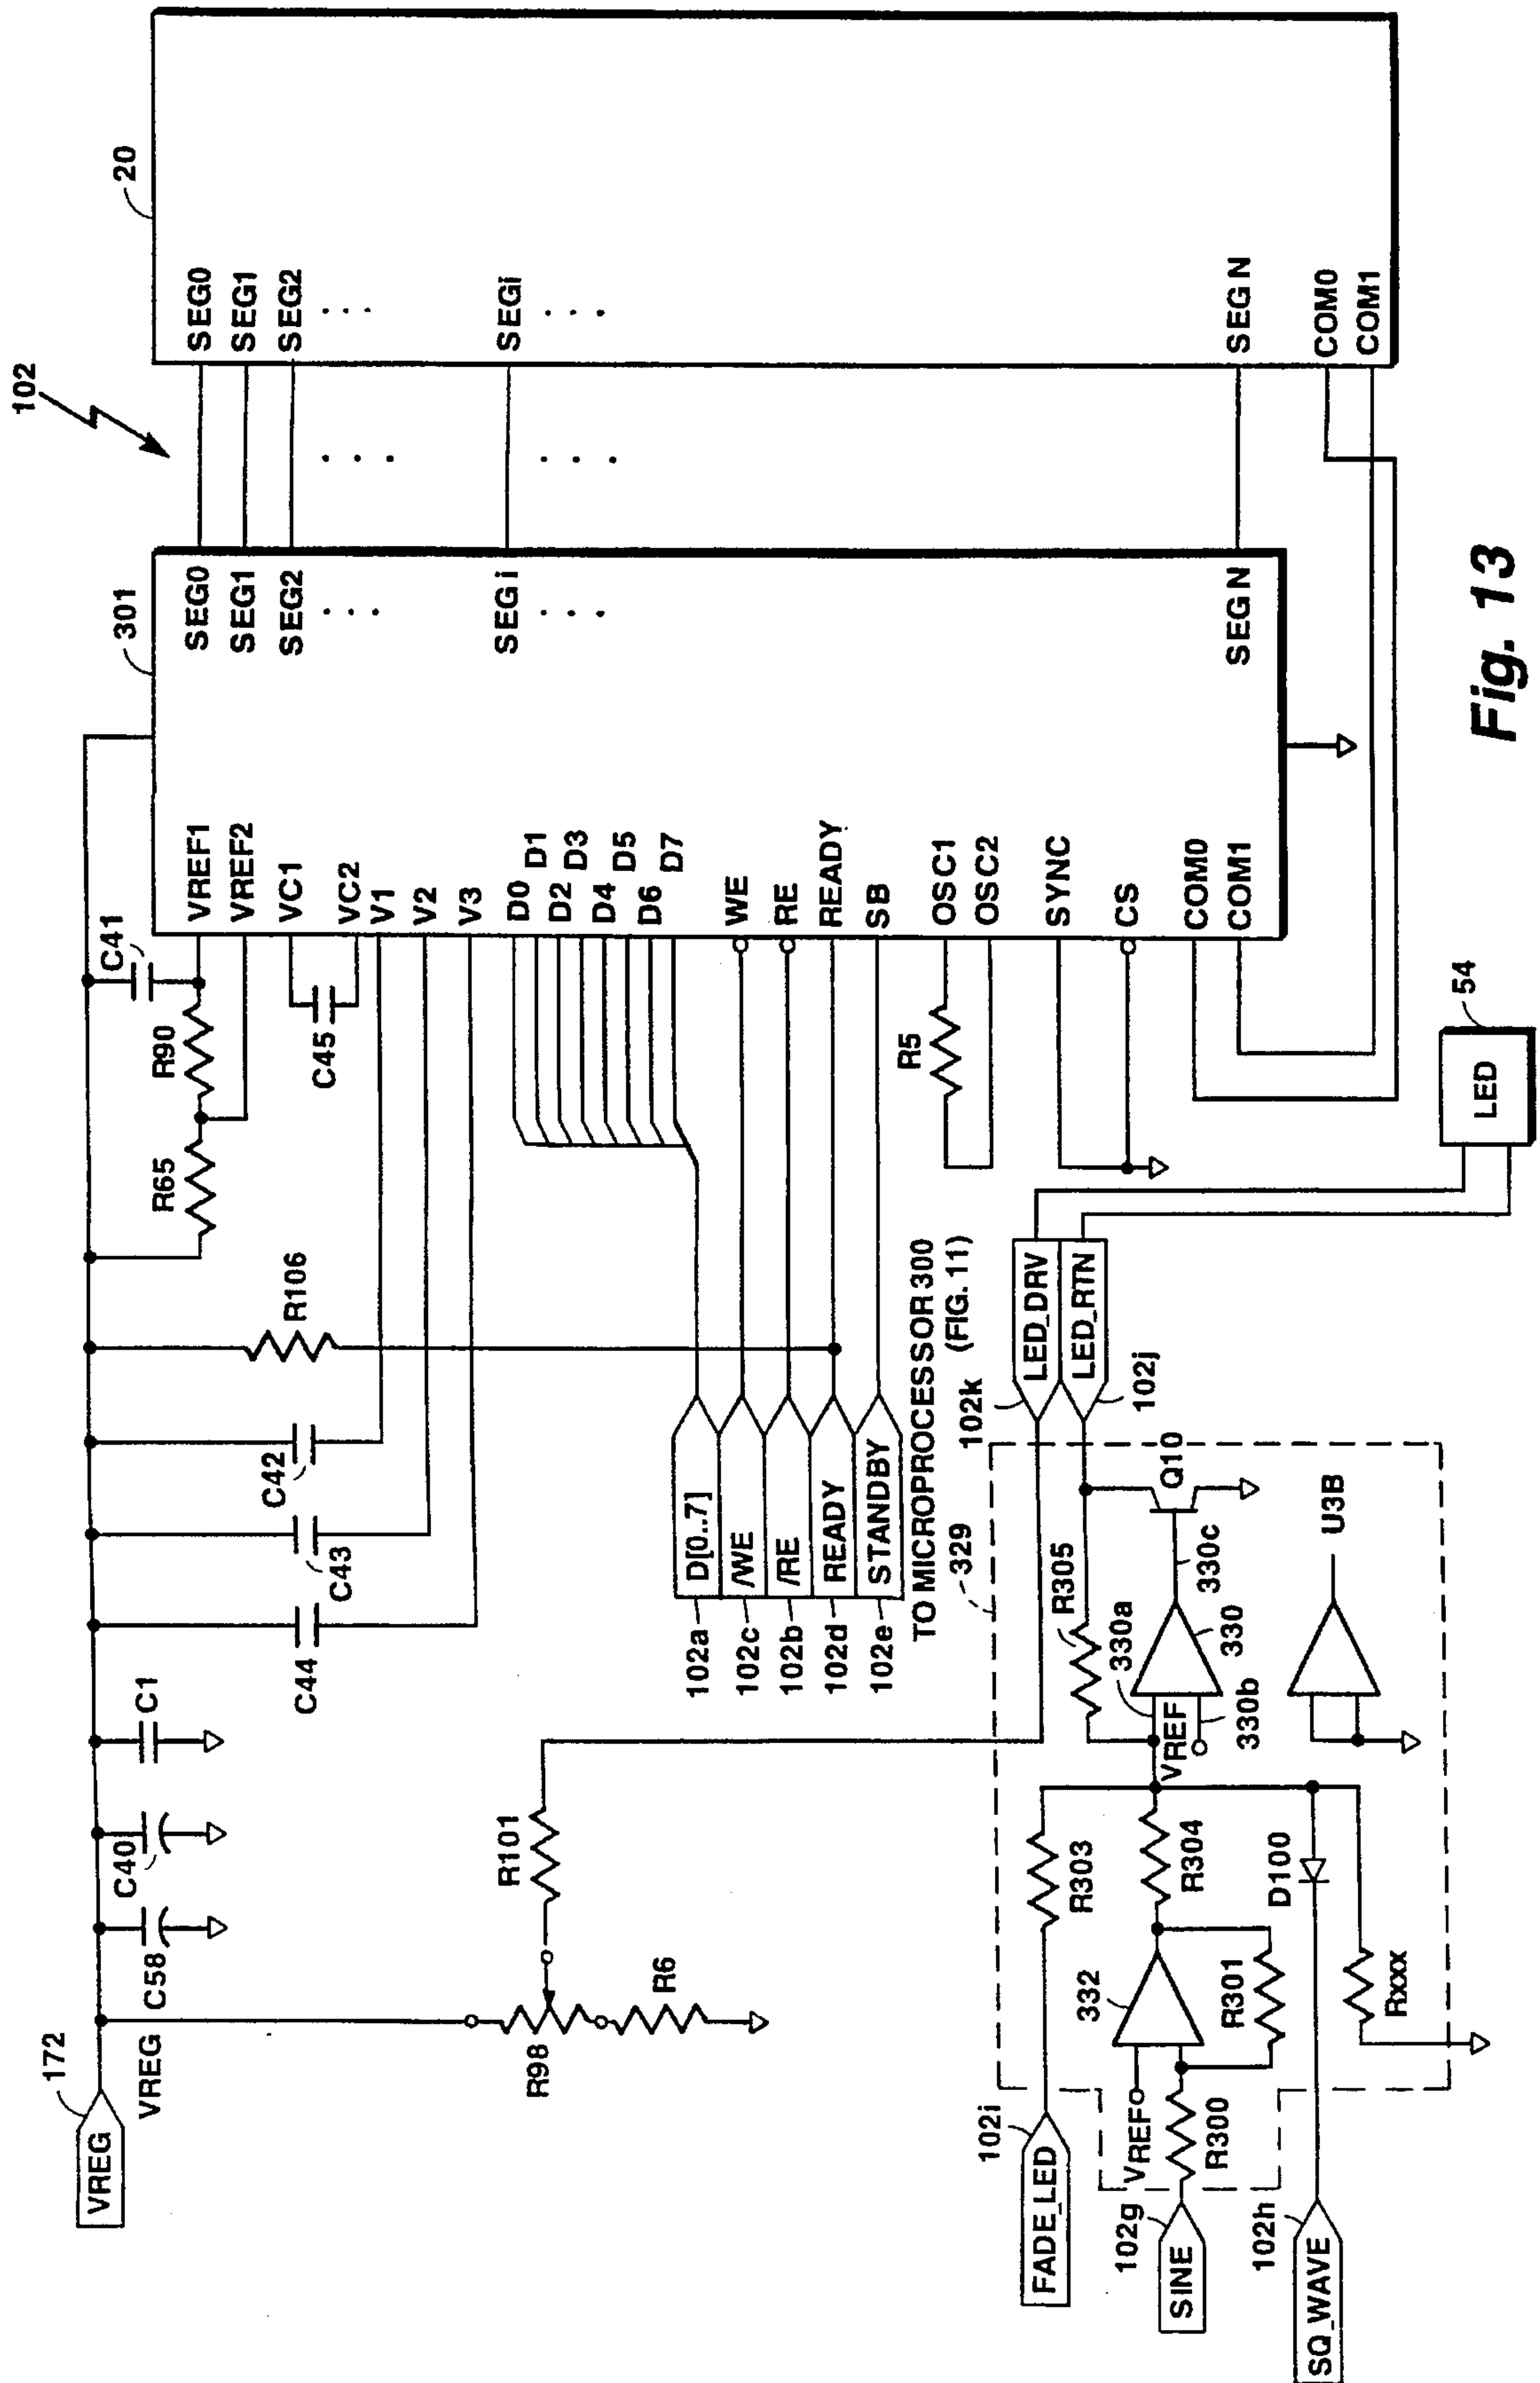 102
20
301
SEG0
SEG1
SEG2
. . .
SEGi
. . .
SEG N
COM0
COM1
SEG0
SEG1
SEG2
. . .
SEGi
. . .
SEG N
. . .
. . .
VREF1
VREF2
VC1
VC2
V1
V2
V3
D0
D1
D2
D3
D4
D5
D6
D7
WE
RE
READY
SB
OSC1
OSC2
SYNC
CS
COM0
COM1
C41
R90
R65
C45
R106
C42
C43
C44
C1
C40
C58
172
VREG
VREG
R98
R6
R101
R5
102a
D[0..7]
102c
/WE
102b
/RE
102d
READY
102e
STANDBY
TO MICROPROCESSOR 300
(FIG. 11)
102k
LED_DRV
LED_RTN
102j
54
LED
329
R305
Q10
330a
330c
330
330b
VREF
U3B
R303
R304
332
R301
D100
Rxxx
VREF
R300
102i
FADE_LED
102g
SINE
102h
SQ_WAVE
Fig. 13